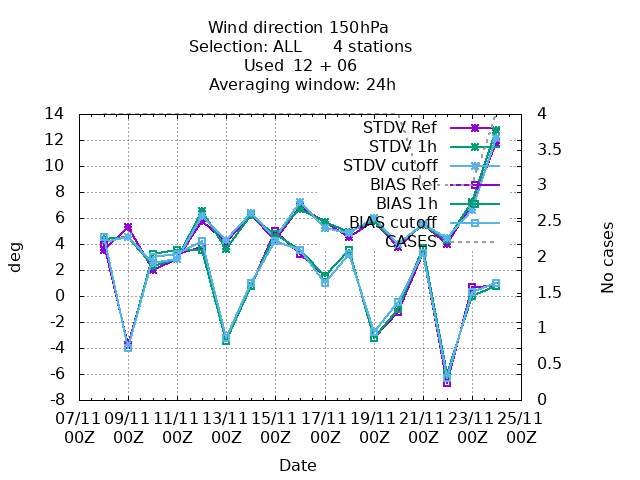 Wind direction 150hPa
Selection: ALL 4 stations
Used 12 + 06
Averaging window: 24h
deg
No cases
14
12
10
8
6
4
2
0
-2
-4
-6
-8
4
3.5
3
2.5
2
1.5
1
0.5
0
STDV Ref
STDV 1h
STDV cutoff
BIAS Ref
BIAS 1h
BIAS cutoff
CASES
07/11 09/11 11/11 13/11 15/11 17/11 19/11 21/11 23/11 25/11
00Z 00Z 00Z 00Z 00Z 00Z 00Z 00Z 00Z 00Z
Date